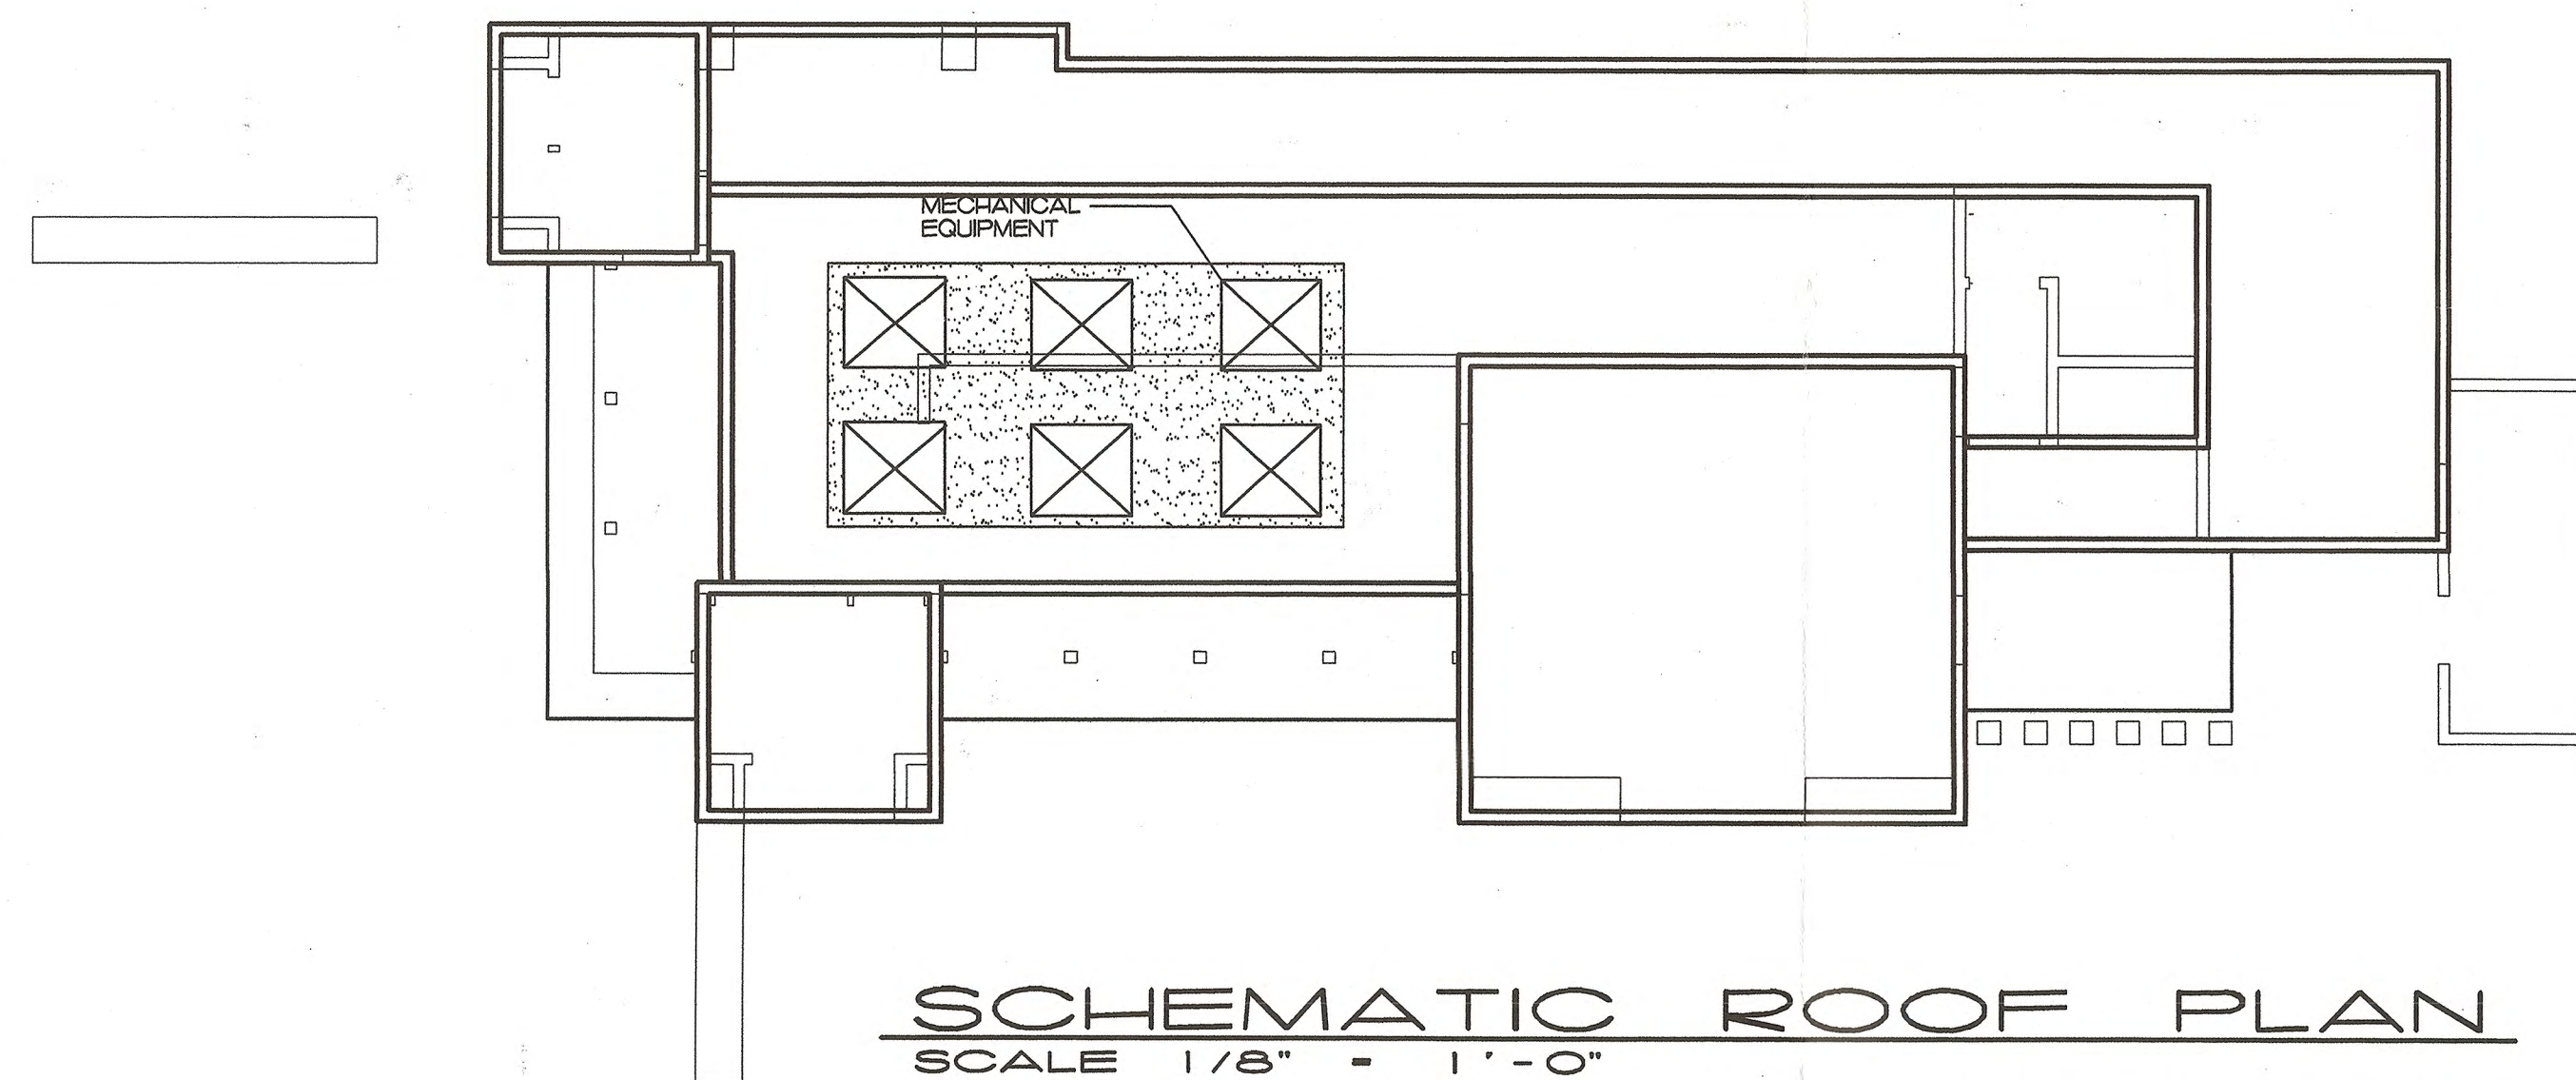 MECHANICAL
EQUIPMENT
SCHEMATIC ROOF PLAN
SCALE 1/8" = 1'-0"